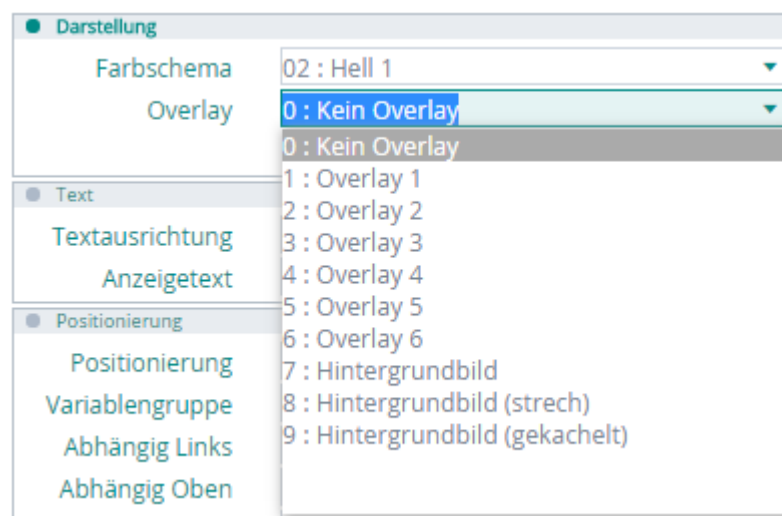 Darstellung
Farbschema 02 : Hell 1
Overlay 0 : Kein Overlay
0 : Kein Overlay
1 : Overlay 1
2 : Overlay 2
3 : Overlay 3
4 : Overlay 4
5 : Overlay 5
6 : Overlay 6
7 : Hintergrundbild
8 : Hintergrundbild (strech)
9 : Hintergrundbild (gekachelt)
Text
Textausrichtung
Anzeigetext
Positionierung
Positionierung
Variablengruppe
Abhängig Links
Abhängig Oben